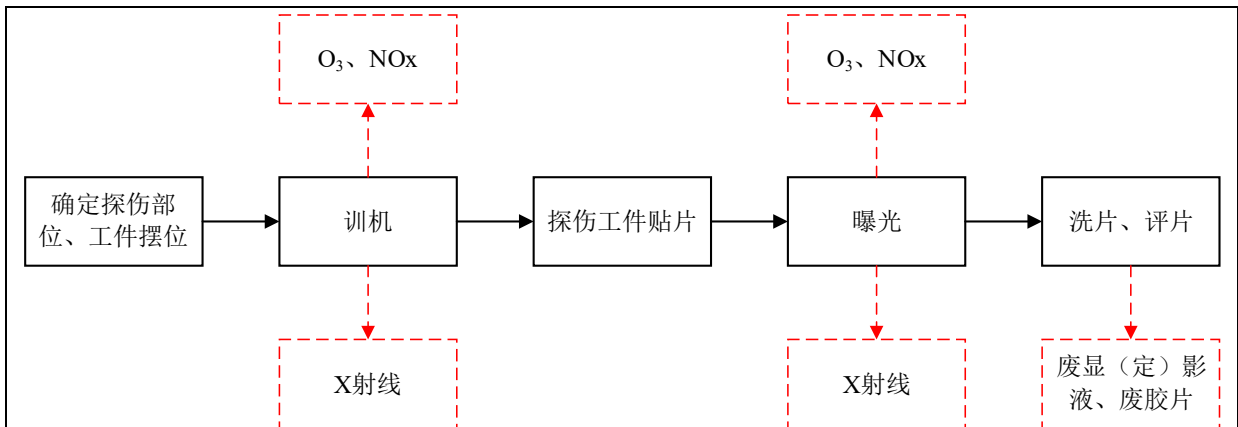 O₃、NOx
O₃、NOx
确定探伤部
位、工件摆位
训机
探伤工件贴片
曝光
洗片、评片
X射线
X射线
废显（定）影
液、废胶片